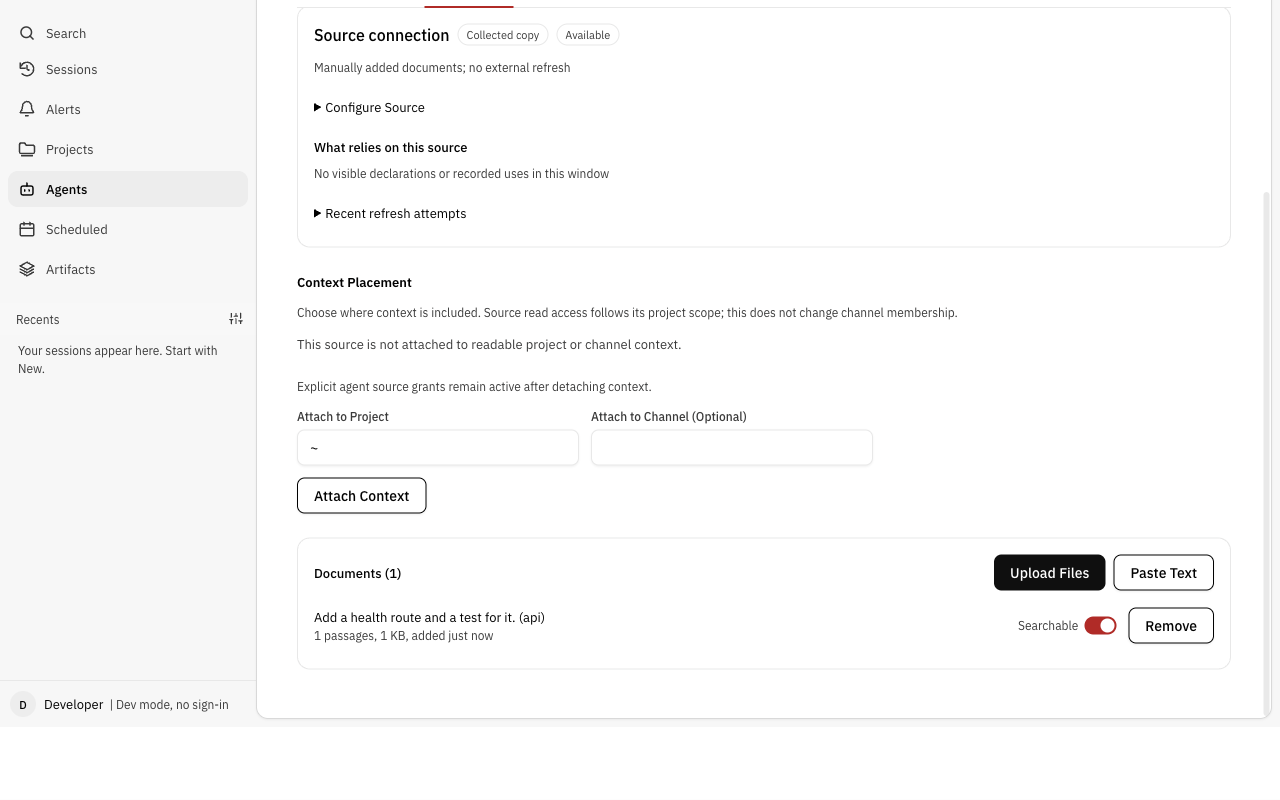 Search
Sessions
Alerts
Projects
Agents
Scheduled
Artifacts
Recents
Your sessions appear here. Start with
New.
D Developer | Dev mode, no sign-in
Source connection Collected copy Available
Manually added documents; no external refresh
Configure Source
What relies on this source
No visible declarations or recorded uses in this window
Recent refresh attempts
Context Placement
Choose where context is included. Source read access follows its project scope; this does not change channel membership.
This source is not attached to readable project or channel context.
Explicit agent source grants remain active after detaching context.
Attach to Project Attach to Channel (Optional)
~
Attach Context
Documents (1) Upload Files Paste Text
Add a health route and a test for it. (api)
1 passages, 1 KB, added just now
Searchable Remove